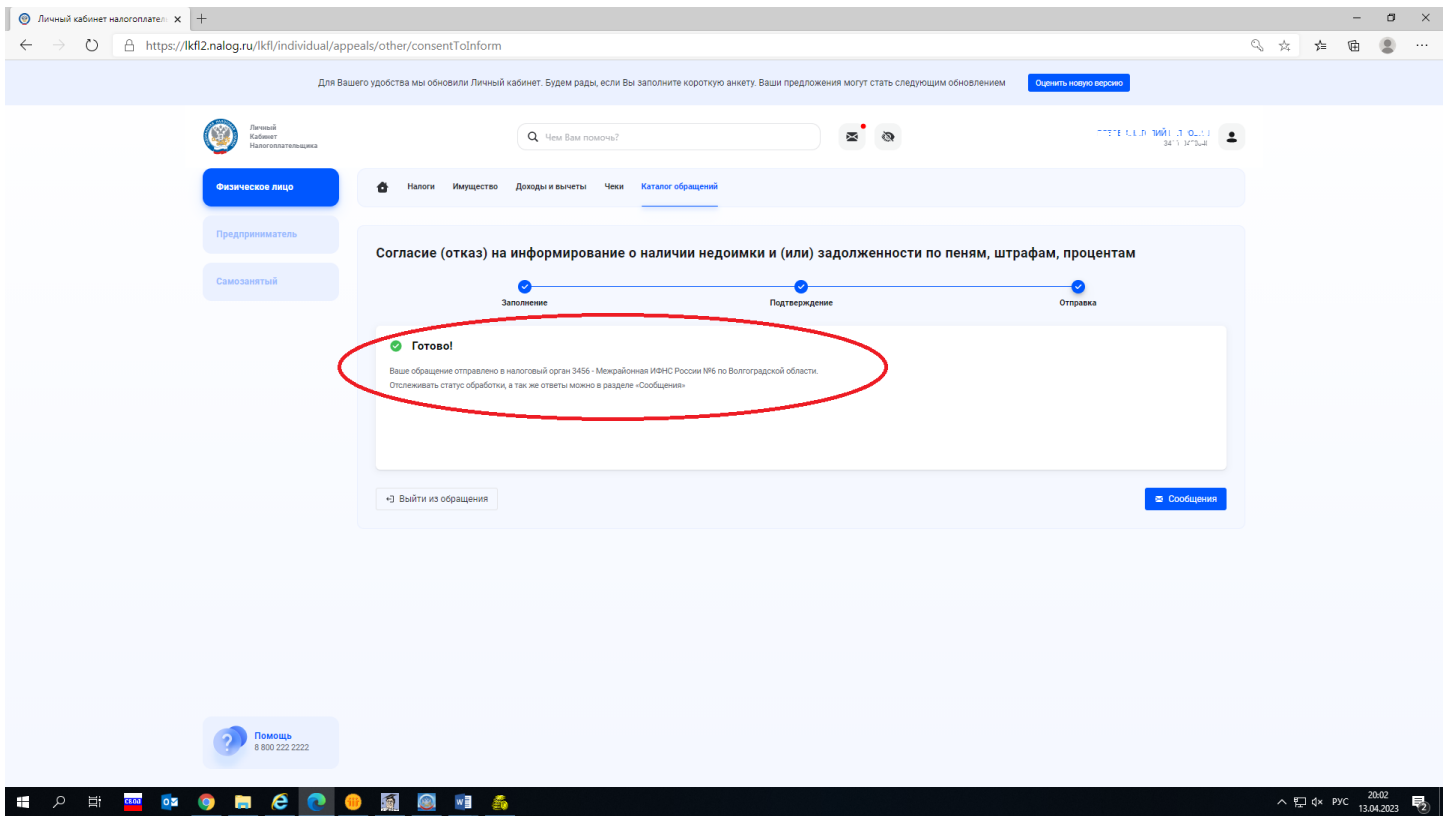 Личный кабинет налогоплател
https://lkfl2.nalog.ru/lkfl/individual/appeals/other/consentToInform
Для Вашего удобства мы обновили Личный кабинет. Будем рады, если Вы заполните короткую анкету. Ваши предложения могут стать следующим обновлением
Оценить новую версию
Личный
Кабинет
Налогоплательщика
Чем Вам помочь?
Физическое лицо
Предприниматель
Самозанятый
Налоги Имущество Доходы и вычеты Чеки Каталог обращений
Согласие (отказ) на информирование о наличии недоимки и (или) задолженности по пеням, штрафам, процентам
Заполнение Подтверждение Отправка
Готово!
Ваше обращение отправлено в налоговый орган 3456 - Межрайонная ИФНС России №6 по Волгоградской области.
Отслеживать статус обработки, а так же ответы можно в разделе «Сообщения»
Выйти из обращения
Сообщения
Помощь
8 800 222 2222
РУС
20:02
13.04.2023
2